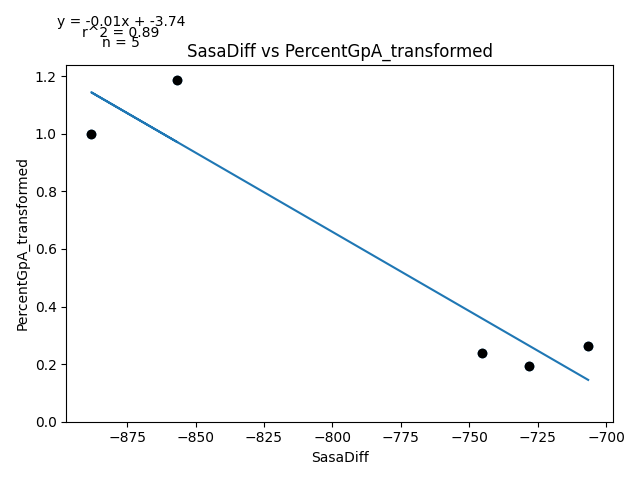 y = -0.01x + -3.74
r^2 = 0.89
n = 5
SasaDiff vs PercentGpA_transformed
1.2
1.0
0.8
0.6
0.4
0.2
0.0
PercentGpA_transformed
−875
−850
−825
−800
−775
−750
−725
−700
SasaDiff